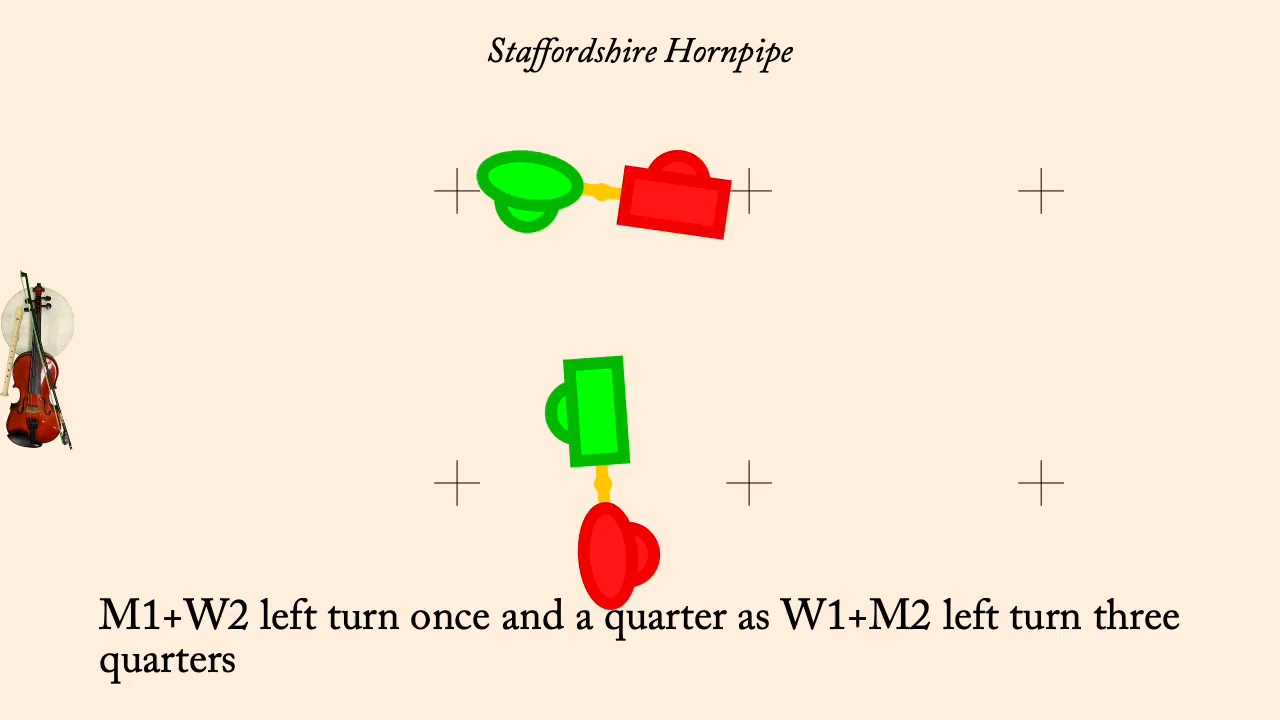 Staffordshire Hornpipe
M1+W2 left turn once and a quarter as W1+M2 left turn three
quarters